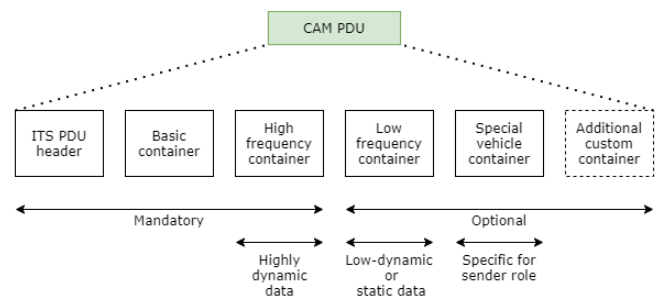 CAM PDU
ITS PDU
header
Basic
container
High
frequency
container
Low
frequency
container
Special
vehicle
container
Additional
custom
container
Mandatory
Optional
Highly
dynamic
data
Low-dynamic
or
static data
Specific for
sender role